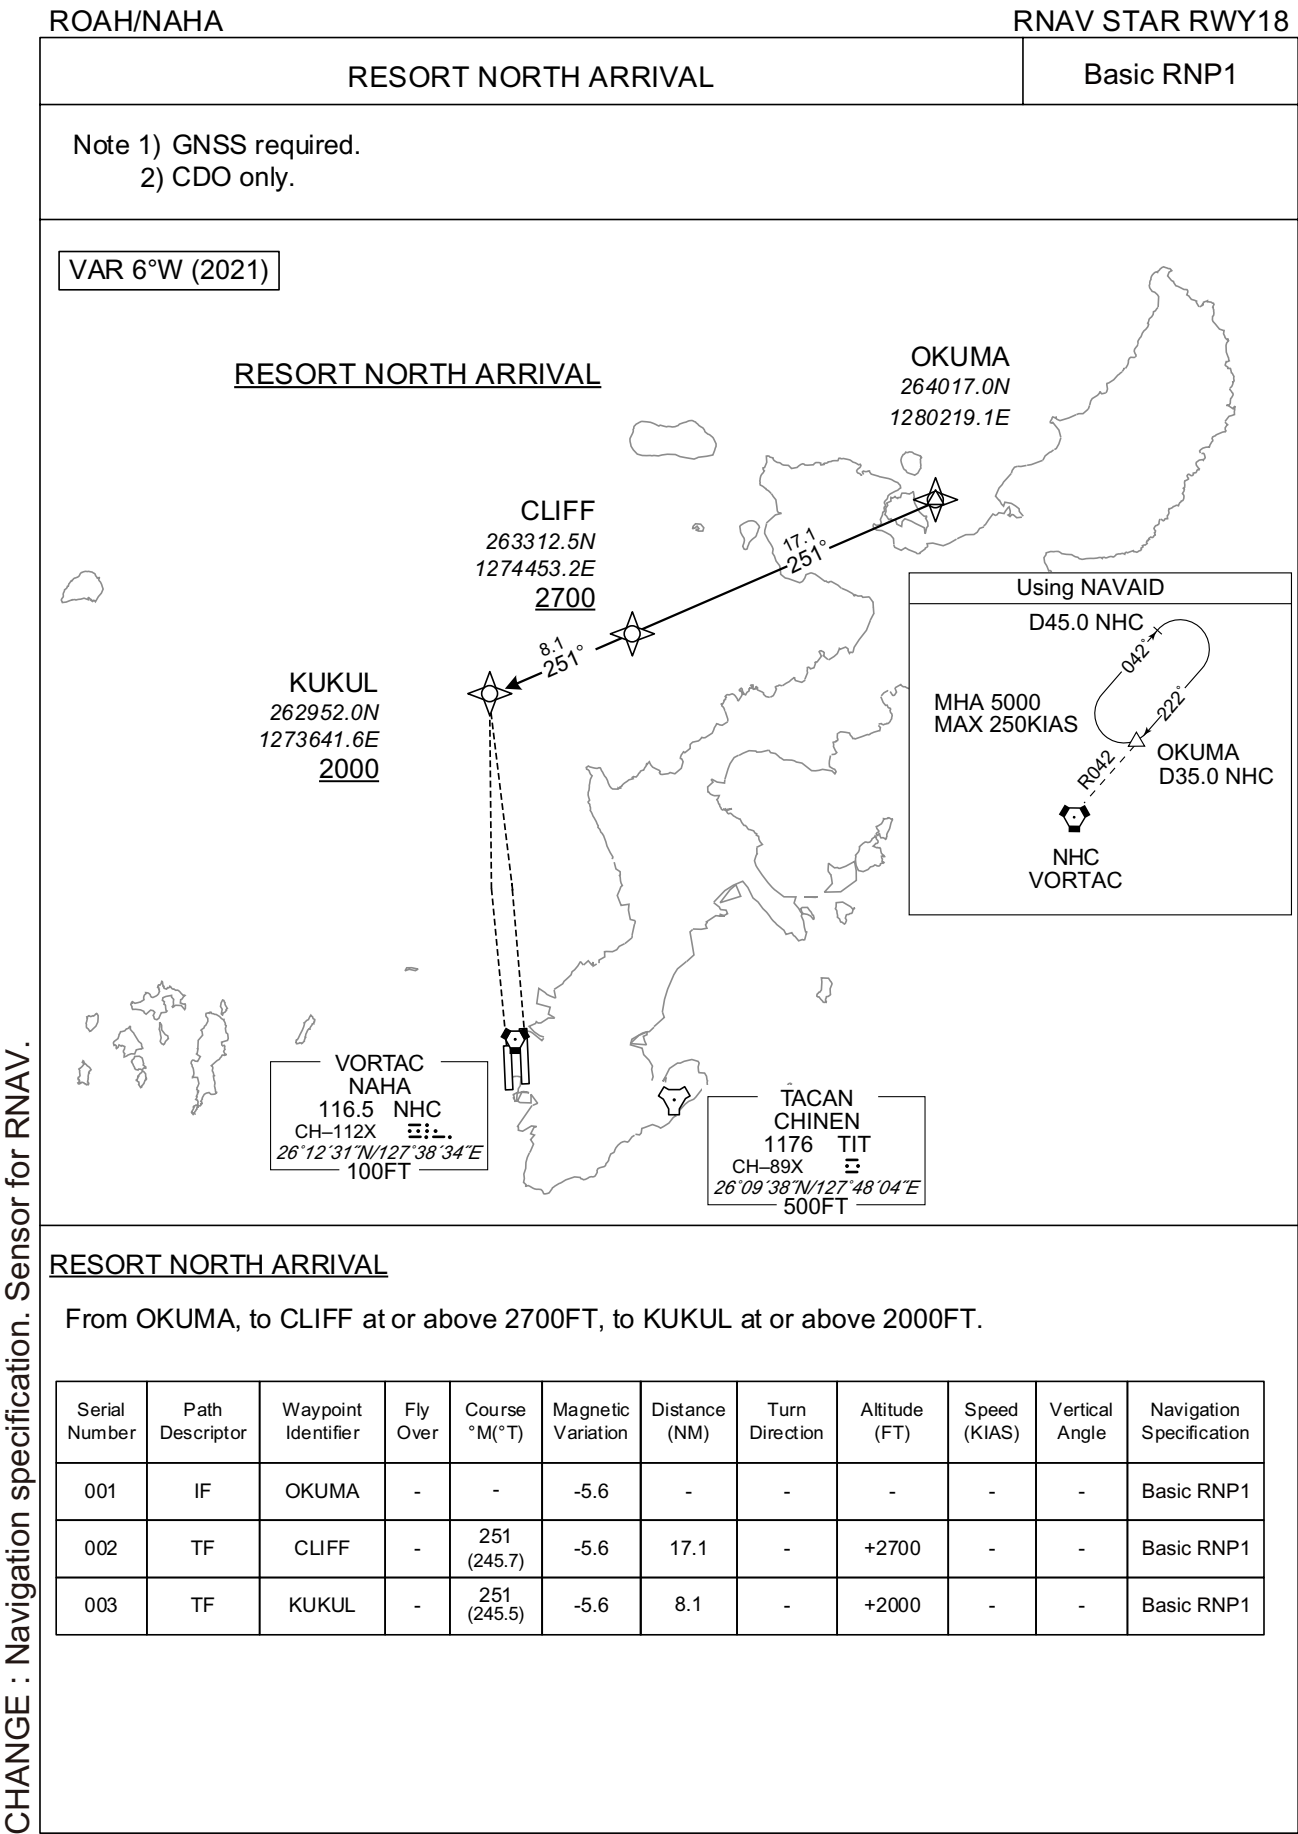 ROAH/NAHA
RNAV STAR RWY18
RESORT NORTH ARRIVAL
Basic RNP1
Note 1) GNSS required.
2) CDO only.
VAR 6°W (2021)
RESORT NORTH ARRIVAL
OKUMA
264017.0N
1280219.1E
CLIFF
263312.5N
1274453.2E
2700
17.1
251°
8.1
251°
KUKUL
262952.0N
1273641.6E
2000
Using NAVAID
D45.0 NHC
042°
222°
MHA 5000
MAX 250KIAS
OKUMA
D35.0 NHC
R042
NHC
VORTAC
VORTAC
NAHA
116.5 NHC
CH–112X
26°12´31˝N/127°38´34˝E
100FT
TACAN
CHINEN
1176 TIT
CH–89X
26°09´38˝N/127°48´04˝E
500FT
RESORT NORTH ARRIVAL
From OKUMA, to CLIFF at or above 2700FT, to KUKUL at or above 2000FT.
Serial Number Path Descriptor Waypoint Identifier Fly Over Course °M(°T) Magnetic Variation Distance (NM) Turn Direction Altitude (FT) Speed (KIAS) Vertical Angle Navigation Specification
001 IF OKUMA - - -5.6 - - - - - Basic RNP1
002 TF CLIFF - 251 (245.7) -5.6 17.1 - +2700 - - Basic RNP1
003 TF KUKUL - 251 (245.5) -5.6 8.1 - +2000 - - Basic RNP1
CHANGE : Navigation specification. Sensor for RNAV.